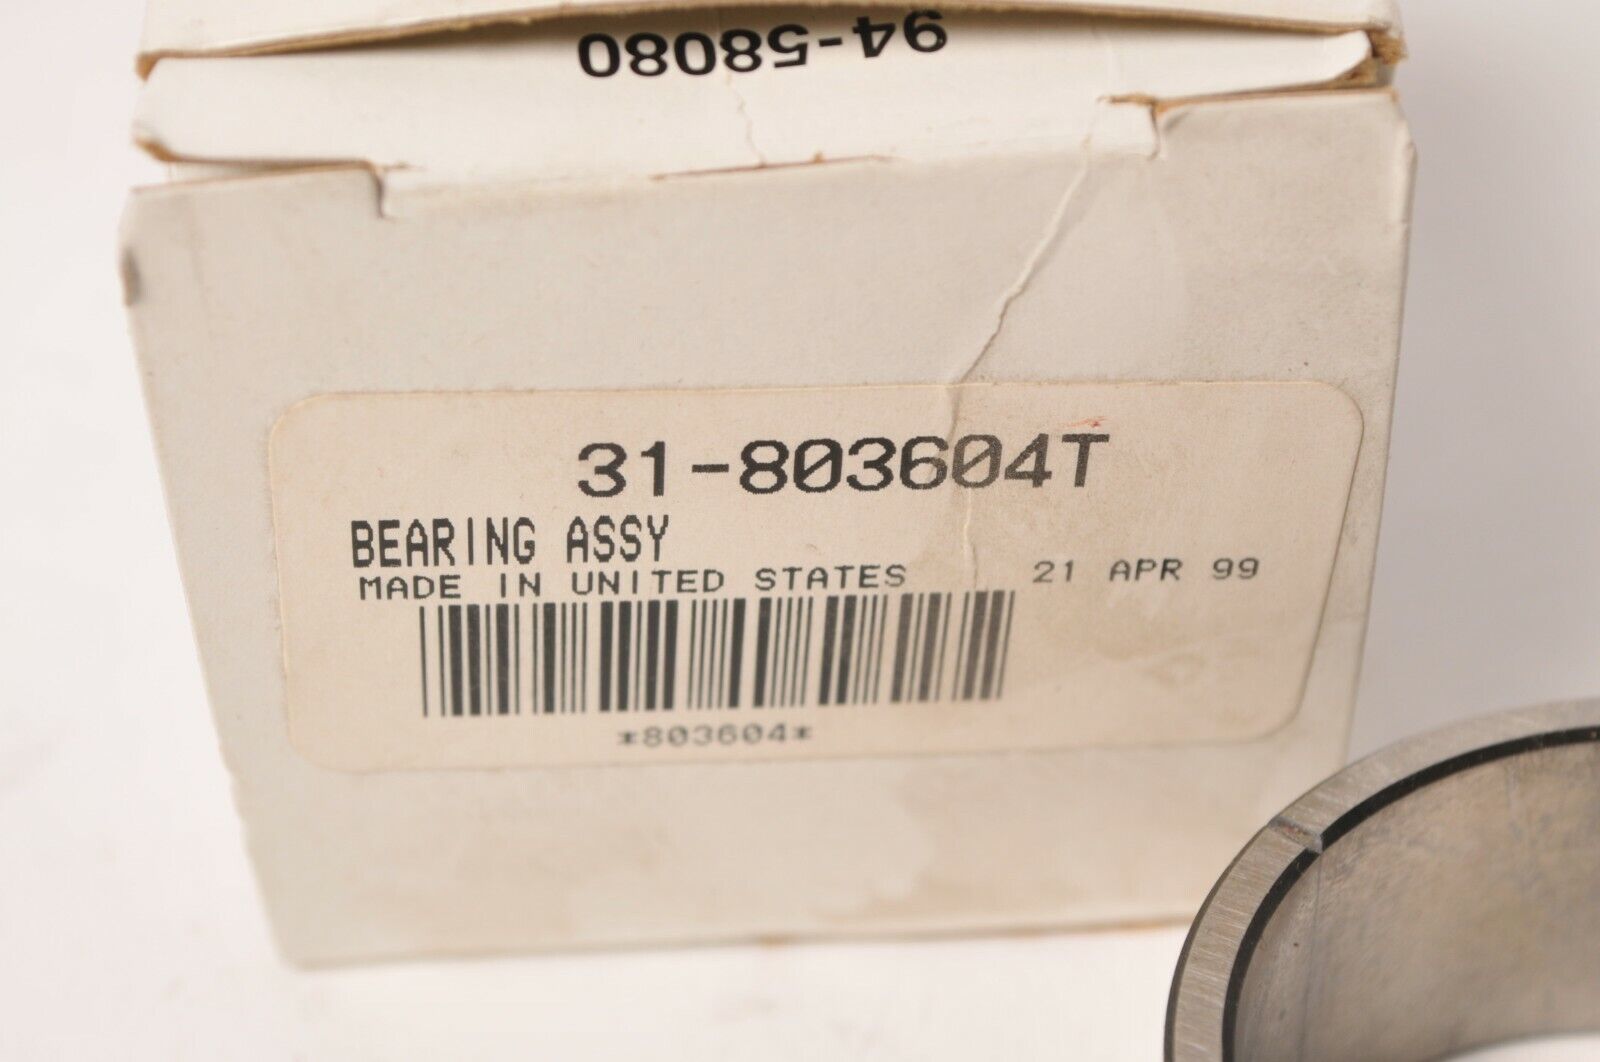 94-58080
31-803604T
BEARING ASSY
MADE IN UNITED STATES 21 APR 99
*803604*